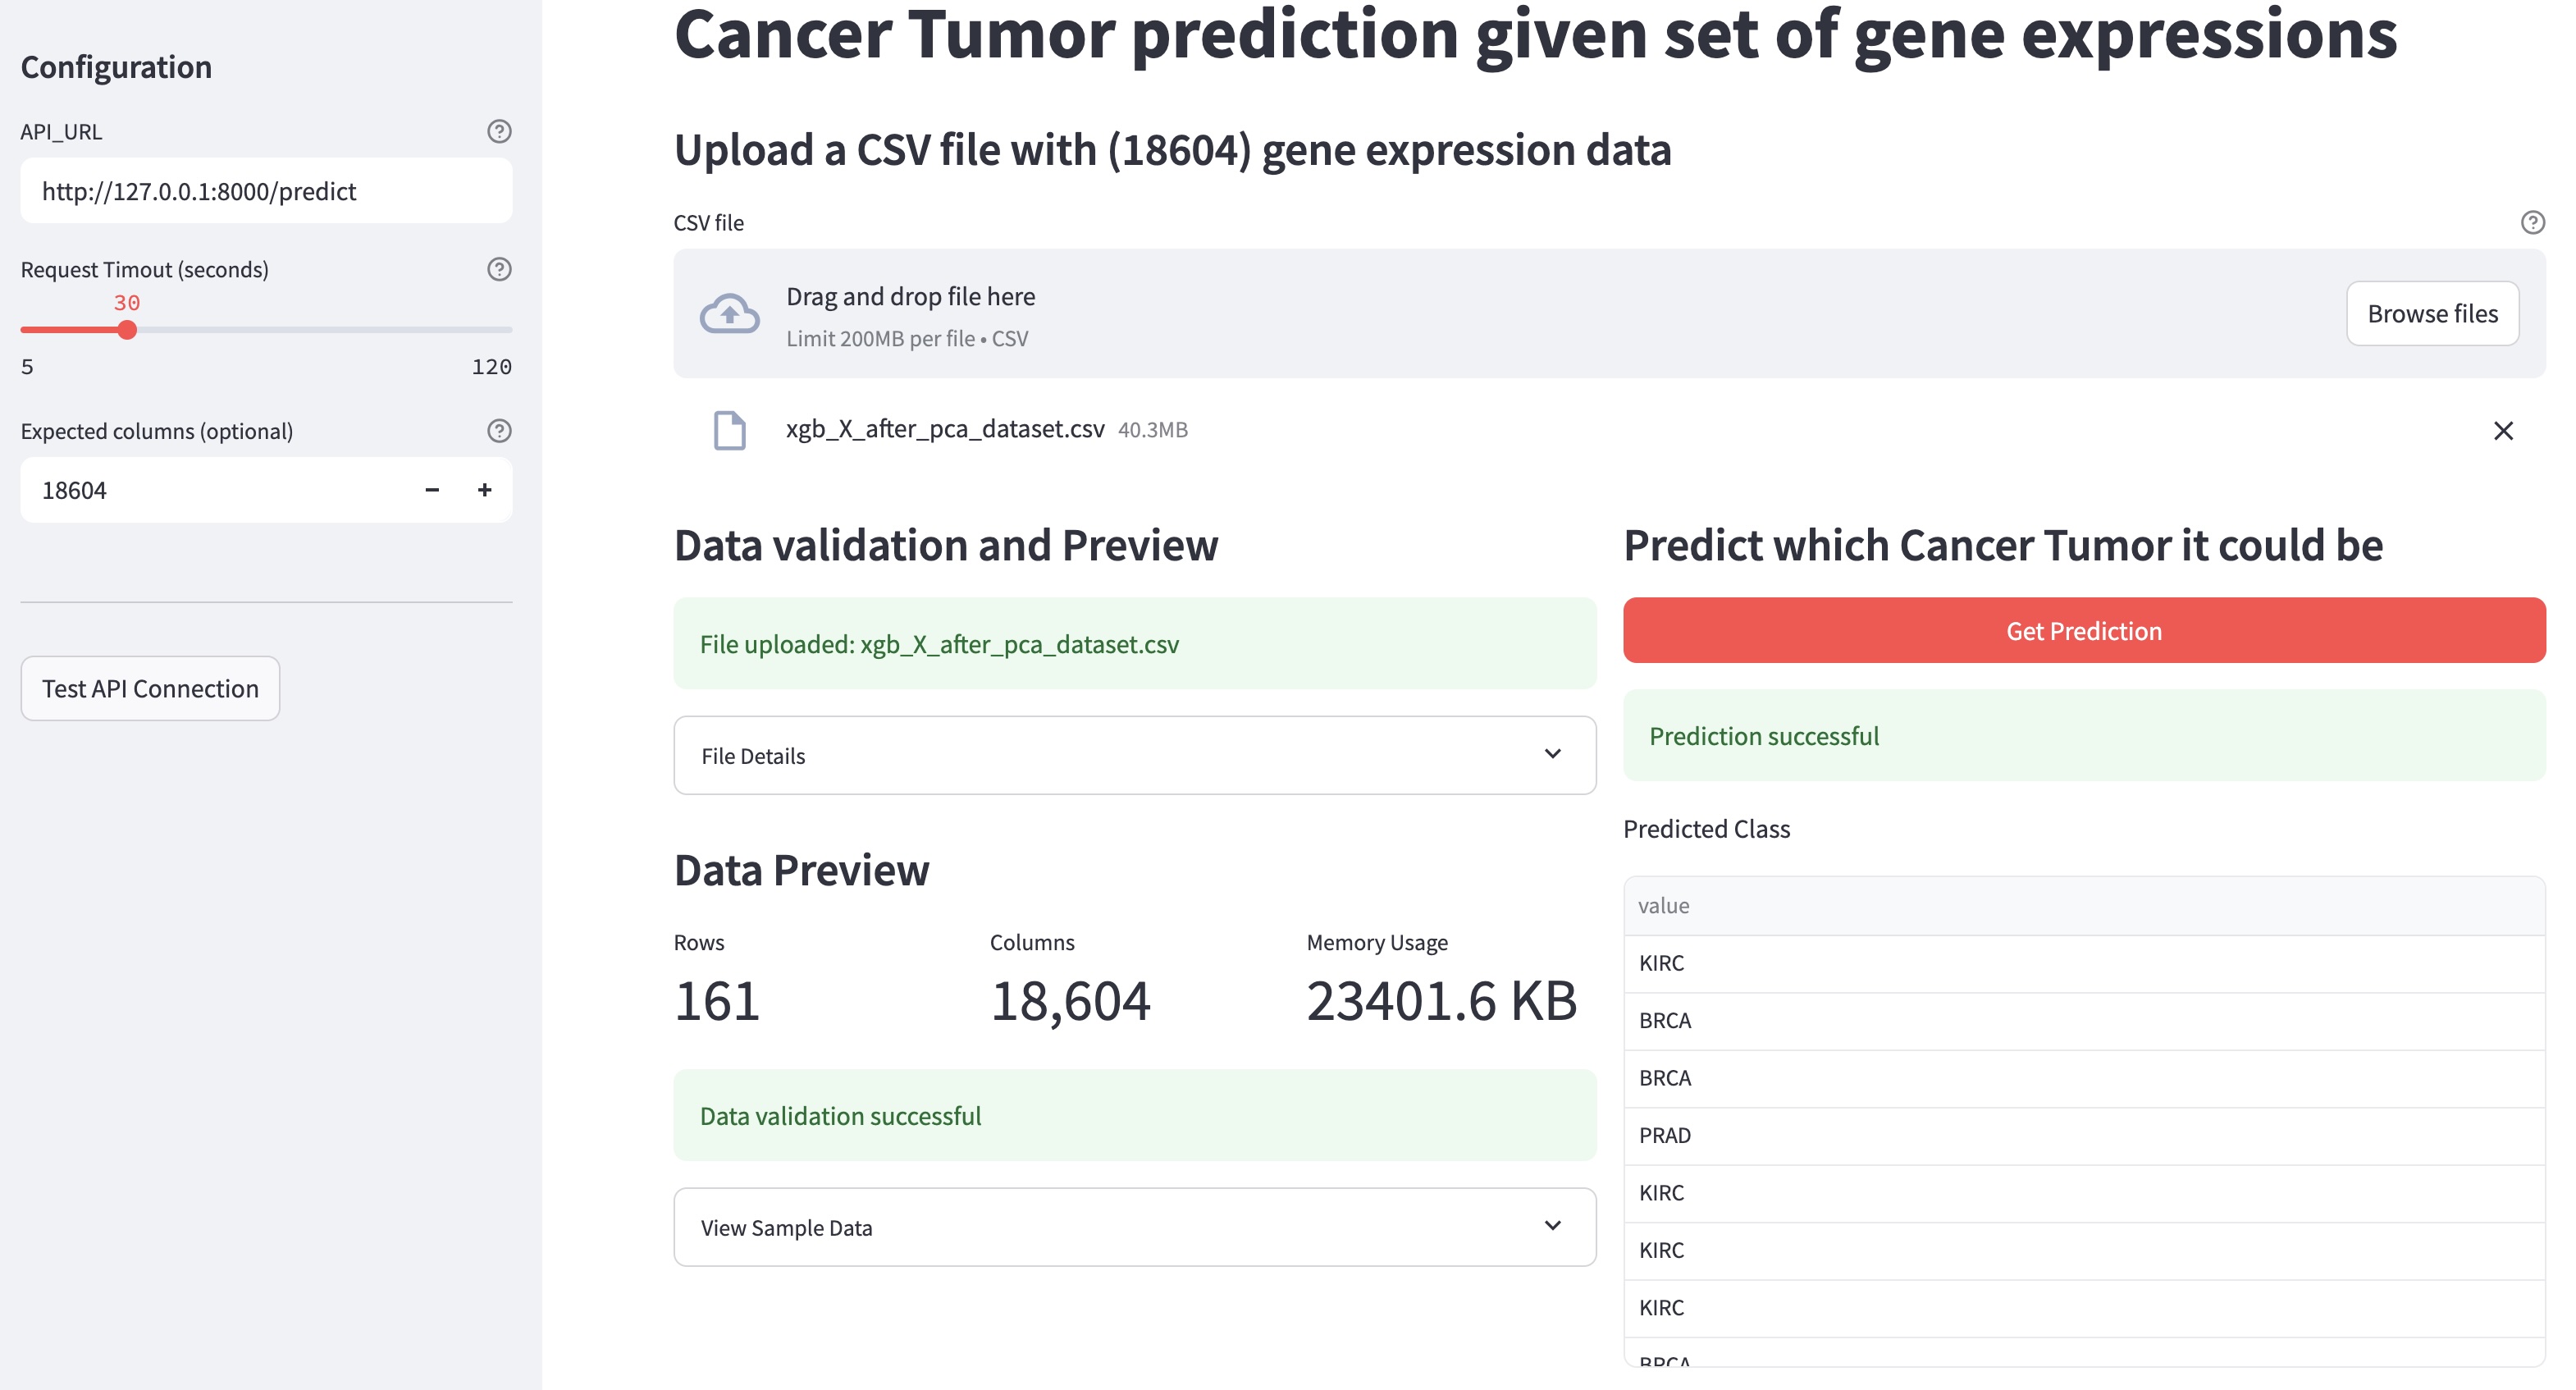 Configuration
API_URL
http://127.0.0.1:8000/predict
Request Timeout (seconds)
30
5 120
Expected columns (optional)
18604
Test API Connection
Cancer Tumor prediction given set of gene expressions
Upload a CSV file with (18604) gene expression data
CSV file
Drag and drop file here
Limit 200MB per file • CSV
Browse files
xgb_X_after_pca_dataset.csv 40.3MB
Data validation and Preview
File uploaded: xgb_X_after_pca_dataset.csv
File Details
Data Preview
Rows Columns Memory Usage
161 18,604 23401.6 KB
Data validation successful
View Sample Data
Predict which Cancer Tumor it could be
Get Prediction
Prediction successful
Predicted Class
value
KIRC
BRCA
BRCA
PRAD
KIRC
KIRC
KIRC
BRCA